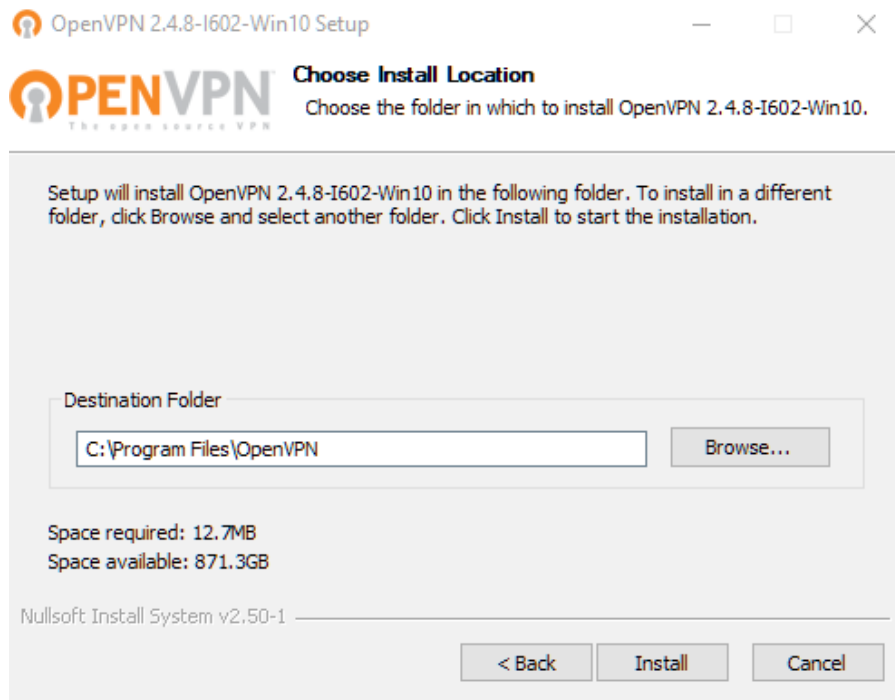 OpenVPN 2.4.8-I602-Win10 Setup
OPENVPN
The open source VPN
Choose Install Location
Choose the folder in which to install OpenVPN 2.4.8-I602-Win10.
Setup will install OpenVPN 2.4.8-I602-Win10 in the following folder. To install in a different
folder, click Browse and select another folder. Click Install to start the installation.
Destination Folder
C:\Program Files\OpenVPN
Browse...
Space required: 12.7MB
Space available: 871.3GB
Nullsoft Install System v2.50-1
< Back
Install
Cancel